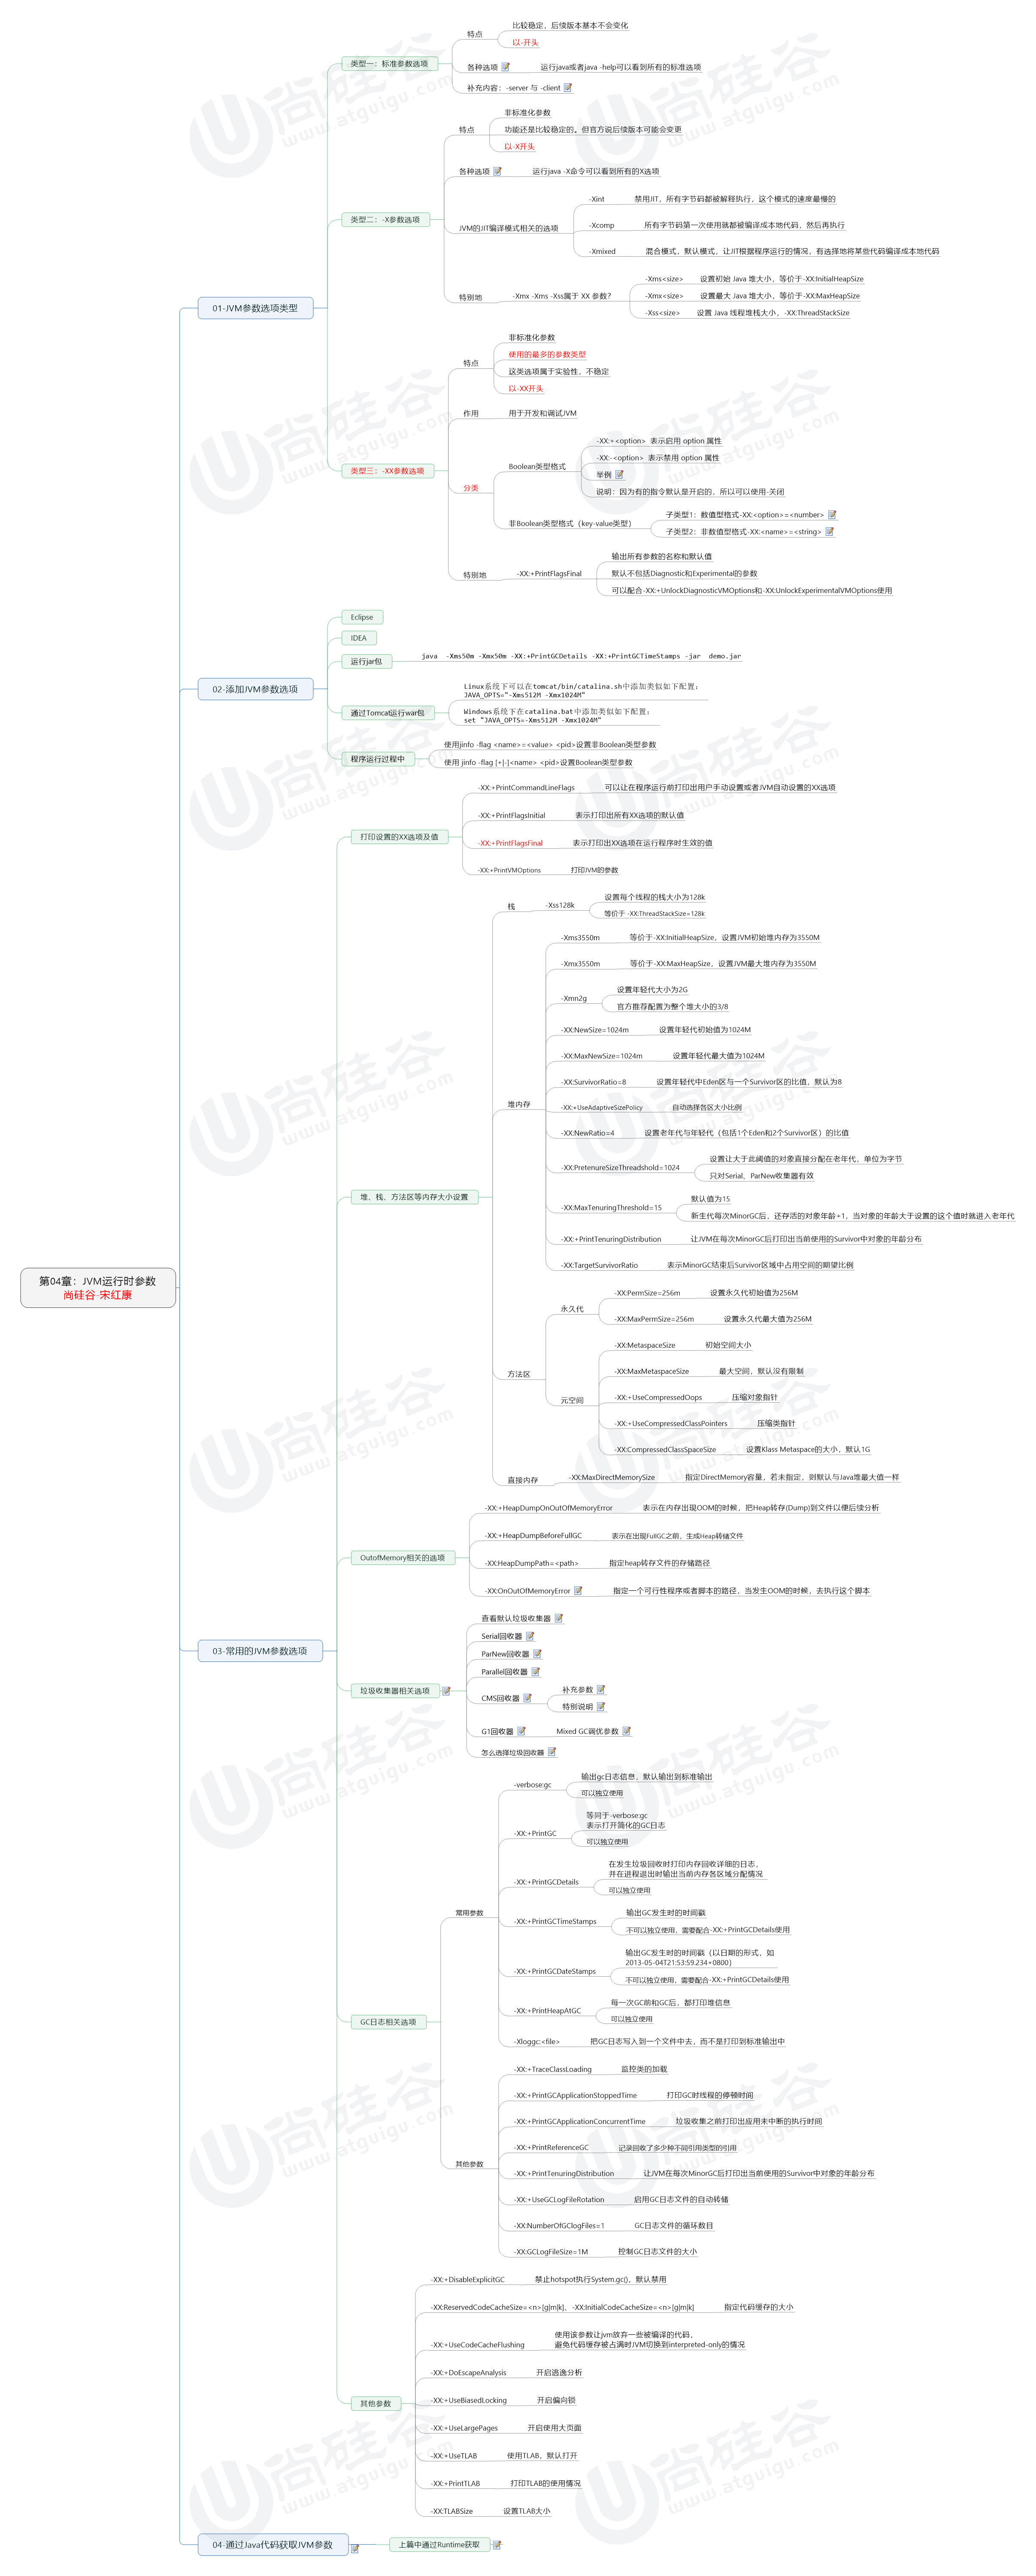 第04章：JVM运行时参数
尚硅谷-宋红康
01-JVM参数选项类型
类型一：标准参数选项
特点
比较稳定，后续版本基本不会变化
以-开头
各种选项
运行java或者java -help可以看到所有的标准选项
补充内容：-server 与 -client
类型二：-X参数选项
特点
非标准化参数
功能还是比较稳定的。但官方说后续版本可能会变更
以-X开头
各种选项
运行java -X命令可以看到所有的X选项
JVM的JIT编译模式相关的选项
-Xint
禁用JIT，所有字节码都被解释执行，这个模式的速度最慢的
-Xcomp
所有字节码第一次使用就都被编译成本地代码，然后再执行
-Xmixed
混合模式，默认模式，让JIT根据程序运行的情况，有选择地将某些代码编译成本地代码
特别地
-Xmx -Xms -Xss属于 XX 参数？
-Xms<size>
设置初始 Java 堆大小，等价于-XX:InitialHeapSize
-Xmx<size>
设置最大 Java 堆大小，等价于-XX:MaxHeapSize
-Xss<size>
设置 Java 线程堆栈大小，-XX:ThreadStackSize
类型三：-XX参数选项
特点
非标准化参数
使用的最多的参数类型
这类选项属于实验性，不稳定
以-XX开头
作用
用于开发和调试JVM
分类
Boolean类型格式
-XX:+<option> 表示启用 option 属性
-XX:-<option> 表示禁用 option 属性
举例
说明：因为有的指令默认是开启的，所以可以使用-关闭
非Boolean类型格式（key-value类型）
子类型1：数值型格式-XX:<option>=<number>
子类型2：非数值型格式-XX:<name>=<string>
特别地
-XX:+PrintFlagsFinal
输出所有参数的名称和默认值
默认不包括Diagnostic和Experimental的参数
可以配合-XX:+UnlockDiagnosticVMOptions和-XX:UnlockExperimentalVMOptions使用
02-添加JVM参数选项
Eclipse
IDEA
运行jar包
java -Xms50m -Xmx50m -XX:+PrintGCDetails -XX:+PrintGCTimeStamps -jar demo.jar
通过Tomcat运行war包
Linux系统下可以在tomcat/bin/catalina.sh中添加类似如下配置：
JAVA_OPTS="-Xms512M -Xmx1024M"
Windows系统下在catalina.bat中添加类似如下配置：
set "JAVA_OPTS=-Xms512M -Xmx1024M"
程序运行过程中
使用jinfo -flag <name>=<value> <pid>设置非Boolean类型参数
使用 jinfo -flag [+|-]<name> <pid>设置Boolean类型参数
03-常用的JVM参数选项
打印设置的XX选项及值
-XX:+PrintCommandLineFlags
可以让在程序运行前打印出用户手动设置或者JVM自动设置的XX选项
-XX:+PrintFlagsInitial
表示打印出所有XX选项的默认值
-XX:+PrintFlagsFinal
表示打印出XX选项在运行程序时生效的值
-XX:+PrintVMOptions
打印JVM的参数
堆、栈、方法区等内存大小设置
栈
-Xss128k
设置每个线程的栈大小为128k
等价于 -XX:ThreadStackSize=128k
堆内存
-Xms3550m
等价于-XX:InitialHeapSize，设置JVM初始堆内存为3550M
-Xmx3550m
等价于-XX:MaxHeapSize，设置JVM最大堆内存为3550M
-Xmn2g
设置年轻代大小为2G
官方推荐配置为整个堆大小的3/8
-XX:NewSize=1024m
设置年轻代初始值为1024M
-XX:MaxNewSize=1024m
设置年轻代最大值为1024M
-XX:SurvivorRatio=8
设置年轻代中Eden区与一个Survivor区的比值，默认为8
-XX:+UseAdaptiveSizePolicy
自动选择各区大小比例
-XX:NewRatio=4
设置老年代与年轻代（包括1个Eden和2个Survivor区）的比值
-XX:PretenureSizeThreadshold=1024
设置让大于此阈值的对象直接分配在老年代，单位为字节
只对Serial、ParNew收集器有效
-XX:MaxTenuringThreshold=15
默认值为15
新生代每次MinorGC后，还存活的对象年龄+1，当对象的年龄大于设置的这个值时就进入老年代
-XX:+PrintTenuringDistribution
让JVM在每次MinorGC后打印出当前使用的Survivor中对象的年龄分布
-XX:TargetSurvivorRatio
表示MinorGC结束后Survivor区域中占用空间的期望比例
方法区
永久代
-XX:PermSize=256m
设置永久代初始值为256M
-XX:MaxPermSize=256m
设置永久代最大值为256M
元空间
-XX:MetaspaceSize
初始空间大小
-XX:MaxMetaspaceSize
最大空间，默认没有限制
-XX:+UseCompressedOops
压缩对象指针
-XX:+UseCompressedClassPointers
压缩类指针
-XX:CompressedClassSpaceSize
设置Klass Metaspace的大小，默认1G
直接内存
-XX:MaxDirectMemorySize
指定DirectMemory容量，若未指定，则默认与Java堆最大值一样
OutofMemory相关的选项
-XX:+HeapDumpOnOutOfMemoryError
表示在内存出现OOM的时候，把Heap转存(Dump)到文件以便后续分析
-XX:+HeapDumpBeforeFullGC
表示在出现FullGC之前，生成Heap转储文件
-XX:HeapDumpPath=<path>
指定heap转存文件的存储路径
-XX:OnOutOfMemoryError
指定一个可行性程序或者脚本的路径，当发生OOM的时候，去执行这个脚本
垃圾收集器相关选项
查看默认垃圾收集器
Serial回收器
ParNew回收器
Parallel回收器
CMS回收器
补充参数
特别说明
G1回收器
Mixed GC调优参数
怎么选择垃圾回收器
GC日志相关选项
常用参数
-verbose:gc
输出gc日志信息，默认输出到标准输出
可以独立使用
-XX:+PrintGC
等同于-verbose:gc
表示打开简化的GC日志
可以独立使用
-XX:+PrintGCDetails
在发生垃圾回收时打印内存回收详细的日志，
并在进程退出时输出当前内存各区域分配情况
可以独立使用
-XX:+PrintGCTimeStamps
输出GC发生时的时间戳
不可以独立使用，需要配合-XX:+PrintGCDetails使用
-XX:+PrintGCDateStamps
输出GC发生时的时间戳（以日期的形式，如
2013-05-04T21:53:59.234+0800）
不可以独立使用，需要配合-XX:+PrintGCDetails使用
-XX:+PrintHeapAtGC
每一次GC前和GC后，都打印堆信息
可以独立使用
-Xloggc:<file>
把GC日志写入到一个文件中去，而不是打印到标准输出中
其他参数
-XX:+TraceClassLoading
监控类的加载
-XX:+PrintGCApplicationStoppedTime
打印GC时线程的停顿时间
-XX:+PrintGCApplicationConcurrentTime
垃圾收集之前打印出应用未中断的执行时间
-XX:+PrintReferenceGC
记录回收了多少种不同引用类型的引用
-XX:+PrintTenuringDistribution
让JVM在每次MinorGC后打印出当前使用的Survivor中对象的年龄分布
-XX:+UseGCLogFileRotation
启用GC日志文件的自动转储
-XX:NumberOfGClogFiles=1
GC日志文件的循环数目
-XX:GCLogFileSize=1M
控制GC日志文件的大小
其他参数
-XX:+DisableExplicitGC
禁止hotspot执行System.gc()，默认禁用
-XX:ReservedCodeCacheSize=<n>[g|m|k]、-XX:InitialCodeCacheSize=<n>[g|m|k]
指定代码缓存的大小
-XX:+UseCodeCacheFlushing
使用该参数让jvm放弃一些被编译的代码，
避免代码缓存被占满时JVM切换到interpreted-only的情况
-XX:+DoEscapeAnalysis
开启逃逸分析
-XX:+UseBiasedLocking
开启偏向锁
-XX:+UseLargePages
开启使用大页面
-XX:+UseTLAB
使用TLAB，默认打开
-XX:+PrintTLAB
打印TLAB的使用情况
-XX:TLABSize
设置TLAB大小
04-通过Java代码获取JVM参数
上篇中通过Runtime获取
尚硅谷
www.atguigu.com